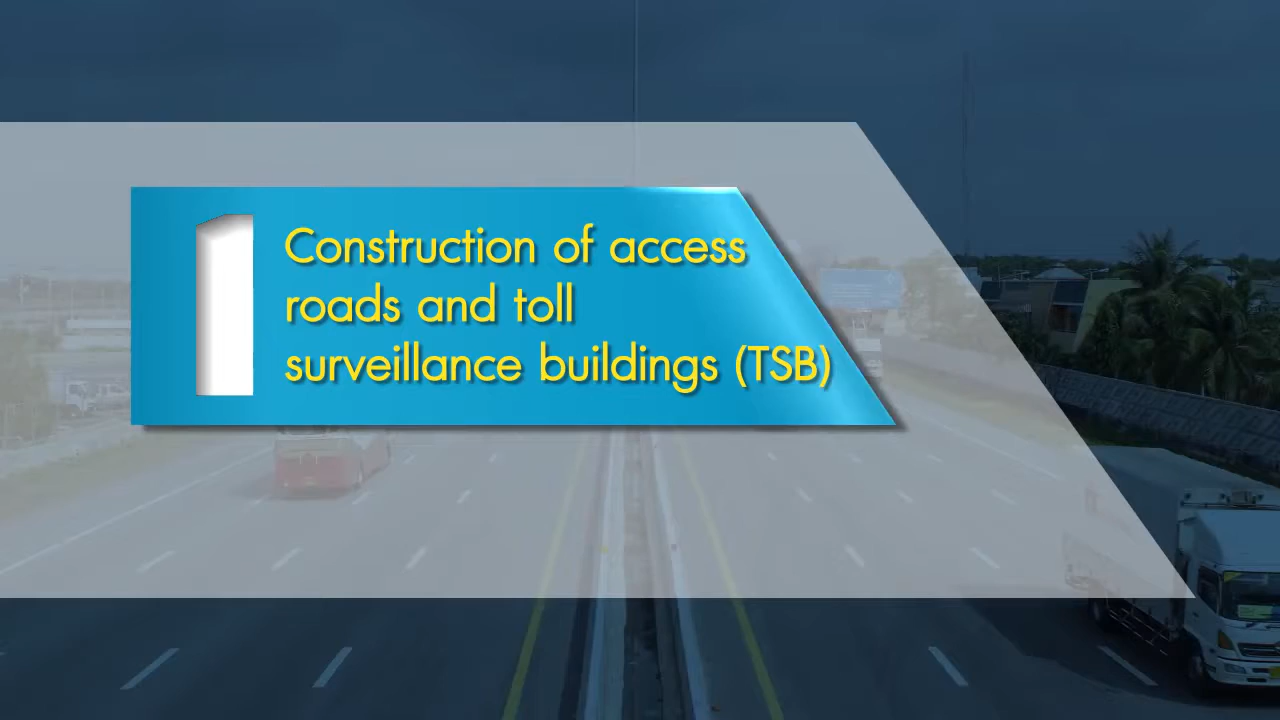 1
Construction of access
roads and toll
surveillance buildings (TSB)